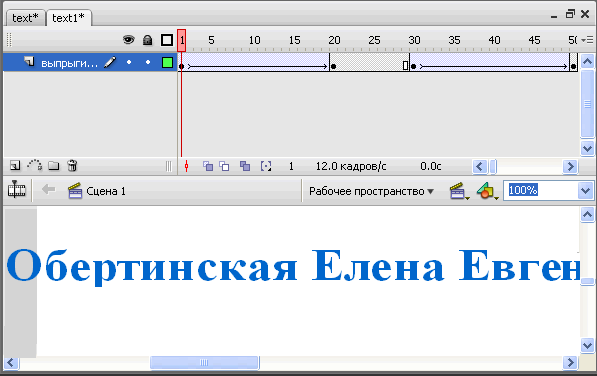 text* text1*
1 5 10 15 20 25 30 35 40 45 50
выпрыги...
1 12.0 кадров/с 0.0с
Сцена 1 Рабочее пространство 100%
Обертинская Елена Евген